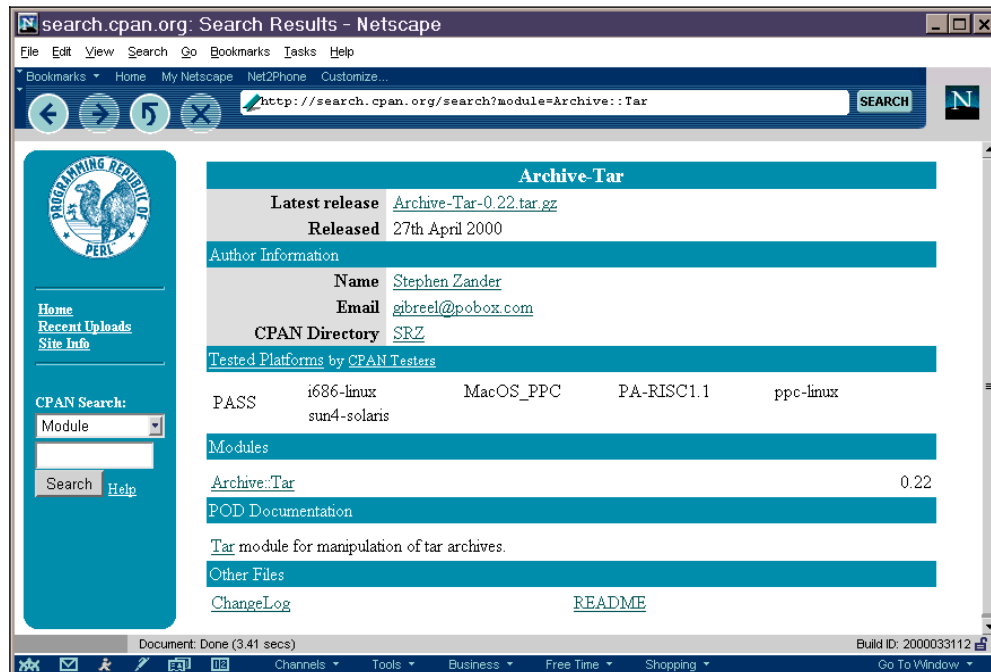 search.cpan.org: Search Results - Netscape
File Edit View Search Go Bookmarks Tasks Help
Bookmarks Home My Netscape Net2Phone Customize...
http://search.cpan.org/search?module=Archive::Tar SEARCH N
PROGRAMMING REPUBLIC OF PERL
Home
Recent Uploads
Site Info
CPAN Search:
Module
Search Help
Archive-Tar
Latest release Archive-Tar-0.22.tar.gz
Released 27th April 2000
Author Information
Name Stephen Zander
Email gibreel@pobox.com
CPAN Directory SRZ
Tested Platforms by CPAN Testers
PASS i686-linux MacOS_PPC PA-RISC1.1 ppc-linux
sun4-solaris
Modules
Archive::Tar 0.22
POD Documentation
Tar module for manipulation of tar archives.
Other Files
ChangeLog README
Document: Done (3.41 secs) Build ID: 2000033112
Channels Tools Business Free Time Shopping Go To Window